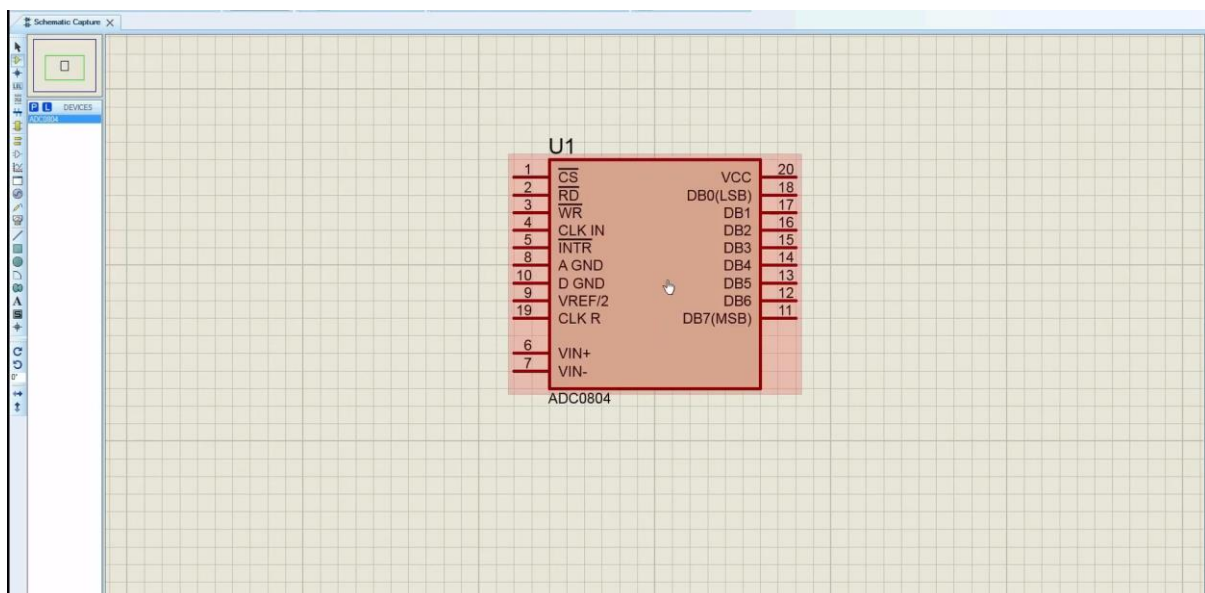 Schematic Capture
P L DEVICES
ADC0804
U1
1 CS VCC 20
2 RD DB0(LSB) 18
3 WR DB1 17
4 CLK IN DB2 16
5 INTR DB3 15
8 A GND DB4 14
10 D GND DB5 13
9 VREF/2 DB6 12
19 CLK R DB7(MSB) 11
6 VIN+
7 VIN-
ADC0804
LBL
A
S
0°